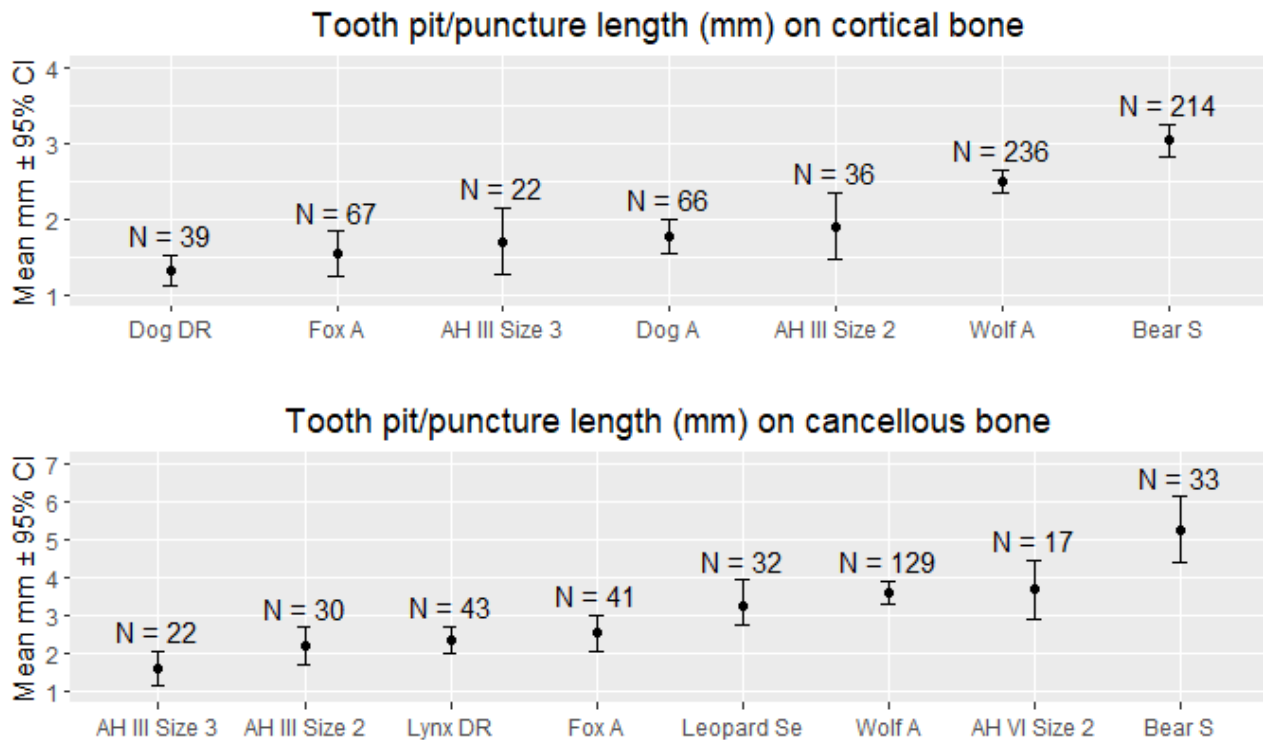 Tooth pit/puncture length (mm) on cortical bone
Mean mm ± 95% CI
4
3
2
1
N = 39
N = 67
N = 22
N = 66
N = 36
N = 236
N = 214
Dog DR
Fox A
AH III Size 3
Dog A
AH III Size 2
Wolf A
Bear S
Tooth pit/puncture length (mm) on cancellous bone
Mean mm ± 95% CI
7
6
5
4
3
2
1
N = 22
N = 30
N = 43
N = 41
N = 32
N = 129
N = 17
N = 33
AH III Size 3
AH III Size 2
Lynx DR
Fox A
Leopard Se
Wolf A
AH VI Size 2
Bear S